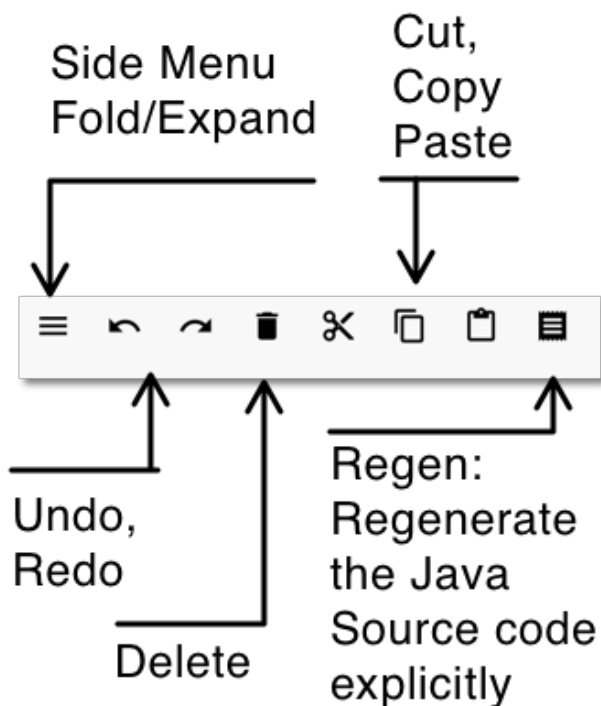 Side Menu
Fold/Expand
Cut,
Copy
Paste
Undo,
Redo
Delete
Regen:
Regenerate
the Java
Source code
explicitly